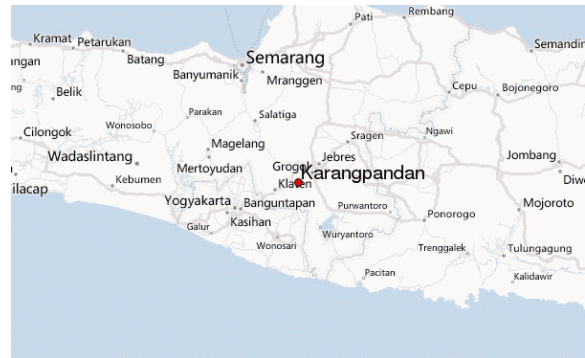 Kramat
Petarukan
Batang
Semarang
Banyumanik
Mranggen
Pati
Rembang
Semandin
Cepu
Bojonegoro
ngan
ng
Belik
Parakan
Salatiga
Wonosobo
Cilongok
Magelang
Sragen
Ngawi
Wadaslintang
Mertoyudan
Grogol
Jebres
Jombang
Karangpandan
Diwe
ilacap
Kebumen
Klaten
Yogyakarta
Banguntapan
Purwantoro
Ponorogo
Mojoroto
Kasihan
Galur
Wuryantoro
Wonosari
Trenggalek
Tulungagung
Pacitan
Kalidawir